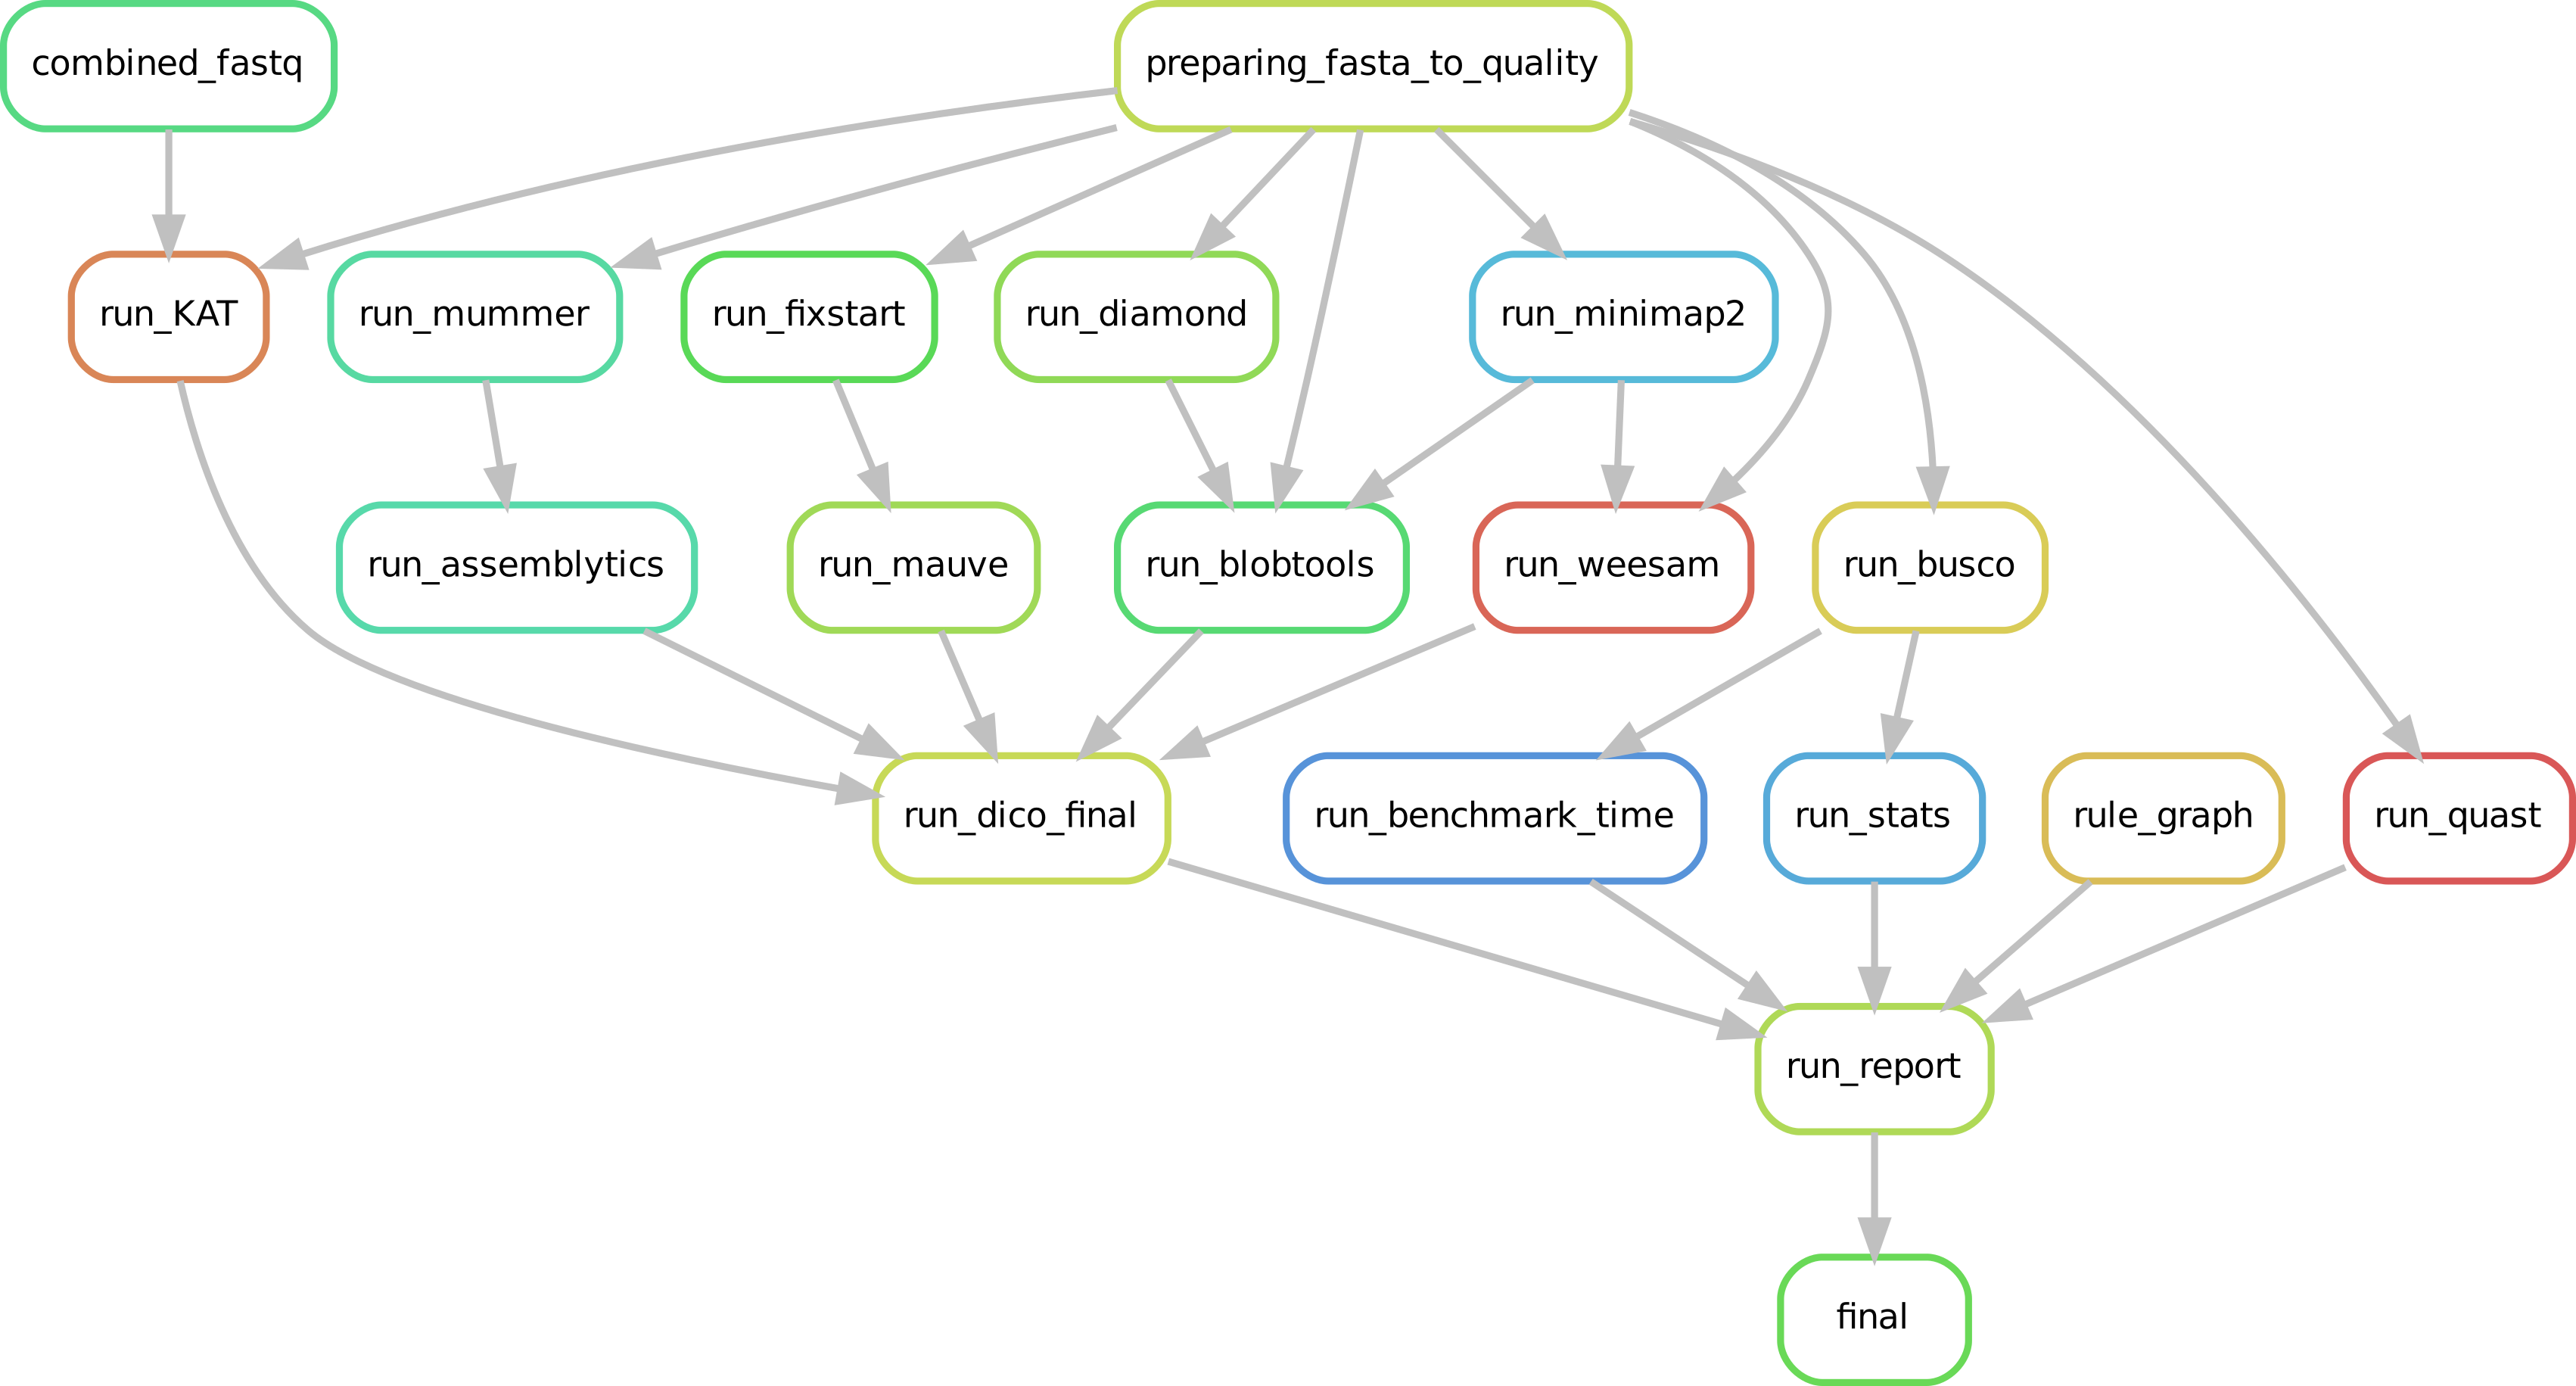 combined_fastq
preparing_fasta_to_quality
run_KAT
run_mummer
run_fixstart
run_diamond
run_minimap2
run_assemblytics
run_mauve
run_blobtools
run_weesam
run_busco
run_dico_final
run_benchmark_time
run_stats
rule_graph
run_quast
run_report
final